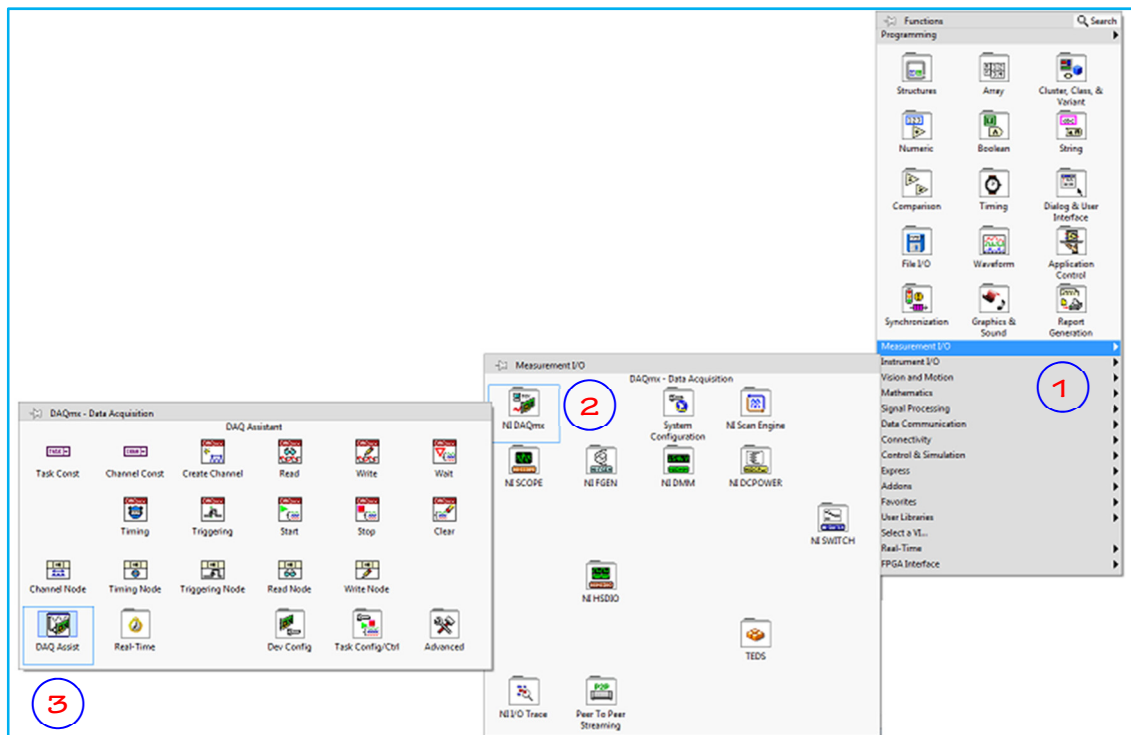 Functions
Search
Programming
Structures
Array
Cluster, Class, &
Variant
Numeric
Boolean
String
Comparison
Timing
Dialog & User
Interface
File I/O
Waveform
Application
Control
Synchronization
Graphics &
Sound
Report
Generation
Measurement I/O
Instrument I/O
Vision and Motion
Mathematics
Signal Processing
Data Communication
Connectivity
Control & Simulation
Express
Addons
Favorites
User Libraries
Select a VI...
Real-Time
FPGA Interface
1
Measurement I/O
DAQmx - Data Acquisition
NI DAQmx
2
System
Configuration
NI Scan Engine
NI SCOPE
NI FGEN
NI DMM
NI DCPOWER
NI SWITCH
NI HSDIO
TEDS
NI I/O Trace
Peer To Peer
Streaming
DAQmx - Data Acquisition
DAQ Assistant
Task Const
Channel Const
Create Channel
Read
Write
Wait
Timing
Triggering
Start
Stop
Clear
Channel Node
Timing Node
Triggering Node
Read Node
Write Node
DAQ Assist
Real-Time
Dev Config
Task Config/Ctrl
Advanced
3